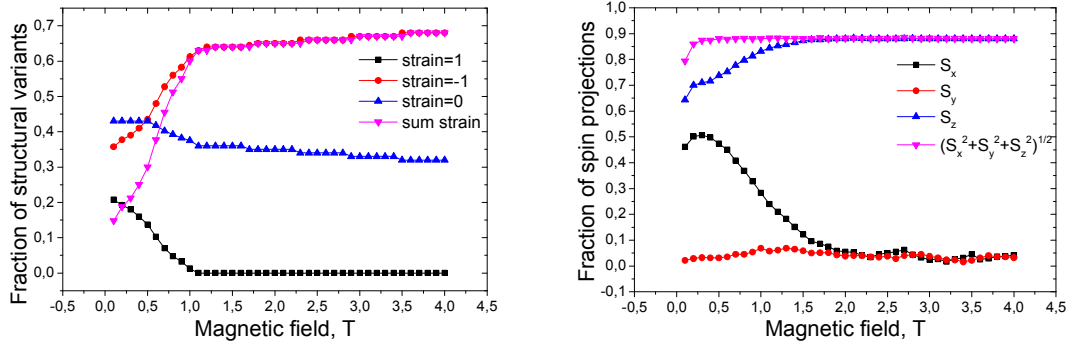 0,7
0,6
0,5
0,4
0,3
0,2
0,1
0,0
-0,5 0,0 0,5 1,0 1,5 2,0 2,5 3,0 3,5 4,0 4,5
Fraction of structural variants
Magnetic field, T
strain=1
strain=-1
strain=0
sum strain
1,0
0,9
0,8
0,7
0,6
0,5
0,4
0,3
0,2
0,1
0,0
-0,1
-0,5 0,0 0,5 1,0 1,5 2,0 2,5 3,0 3,5 4,0 4,5
Fraction of spin projections
Magnetic field, T
S_x
S_y
S_z
(S_x^2+S_y^2+S_z^2)^1/2